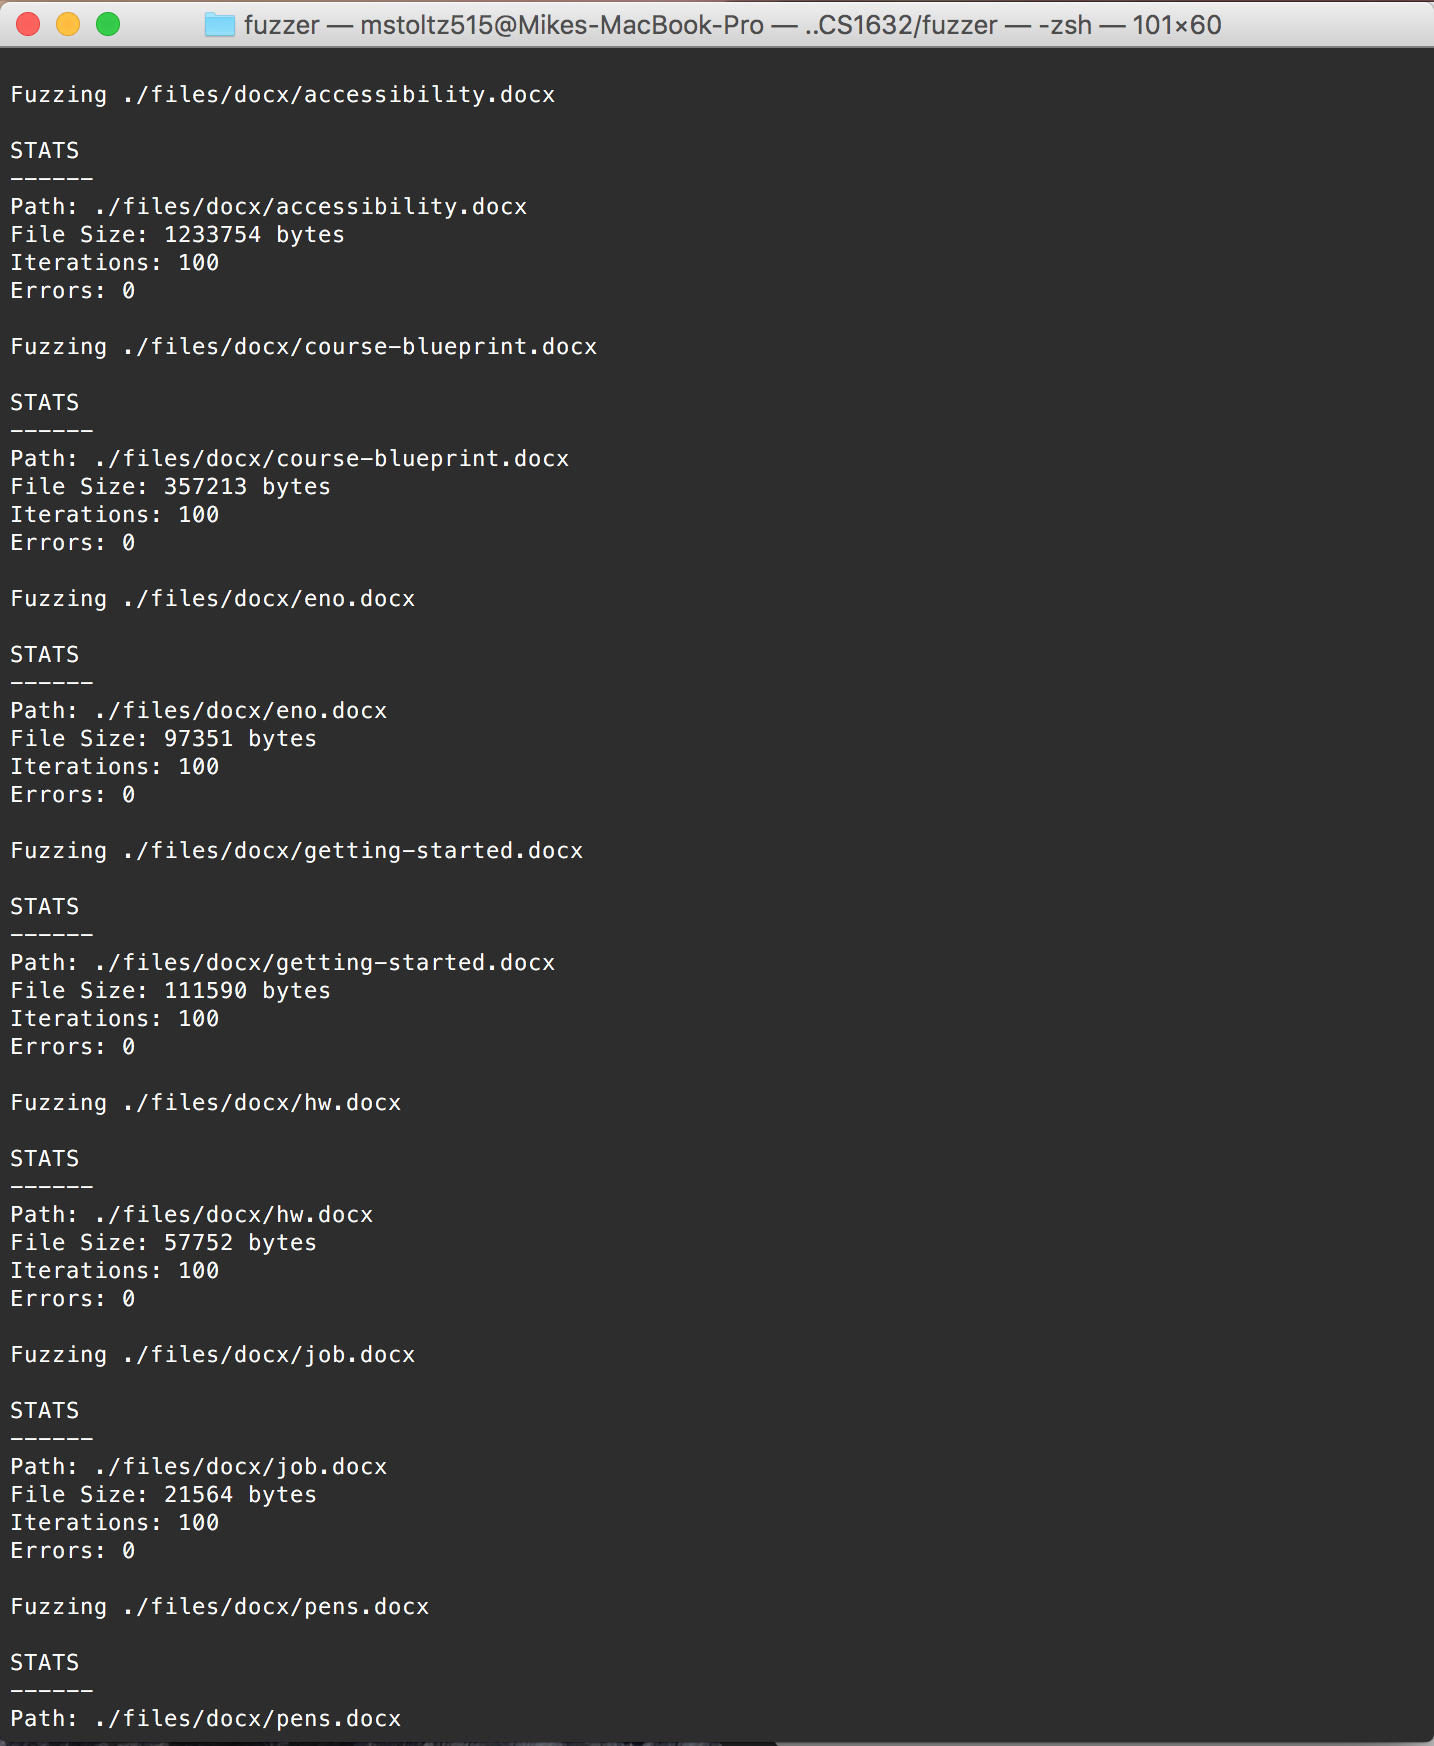 fuzzer — mstoltz515@Mikes-MacBook-Pro — ..CS1632/fuzzer — -zsh — 101×60
Fuzzing ./files/docx/accessibility.docx
STATS
------
Path: ./files/docx/accessibility.docx
File Size: 1233754 bytes
Iterations: 100
Errors: 0
Fuzzing ./files/docx/course-blueprint.docx
STATS
------
Path: ./files/docx/course-blueprint.docx
File Size: 357213 bytes
Iterations: 100
Errors: 0
Fuzzing ./files/docx/eno.docx
STATS
------
Path: ./files/docx/eno.docx
File Size: 97351 bytes
Iterations: 100
Errors: 0
Fuzzing ./files/docx/getting-started.docx
STATS
------
Path: ./files/docx/getting-started.docx
File Size: 111590 bytes
Iterations: 100
Errors: 0
Fuzzing ./files/docx/hw.docx
STATS
------
Path: ./files/docx/hw.docx
File Size: 57752 bytes
Iterations: 100
Errors: 0
Fuzzing ./files/docx/job.docx
STATS
------
Path: ./files/docx/job.docx
File Size: 21564 bytes
Iterations: 100
Errors: 0
Fuzzing ./files/docx/pens.docx
STATS
------
Path: ./files/docx/pens.docx